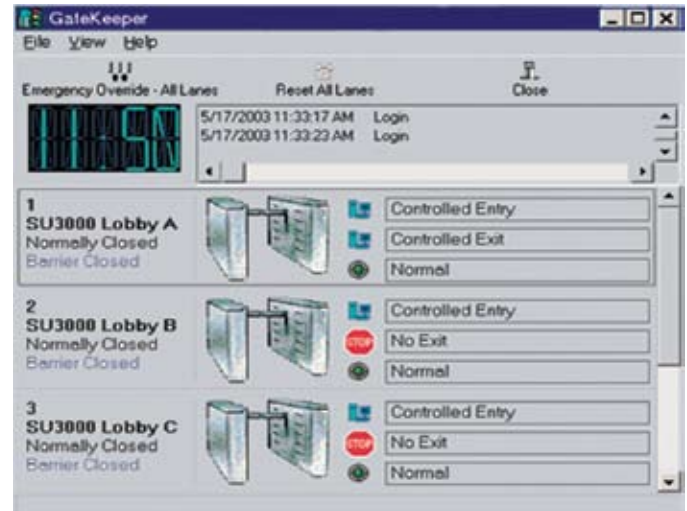 GateKeeper
File View Help
Emergency Override - All Lanes Reset All Lanes Close
11:50
5/17/2003 11:33:17 AM Login
5/17/2003 11:33:23 AM Login
1
SU3000 Lobby A
Normally Closed
Barrier Closed
Controlled Entry
Controlled Exit
Normal
2
SU3000 Lobby B
Normally Closed
Barrier Closed
Controlled Entry
STOP No Exit
Normal
3
SU3000 Lobby C
Normally Closed
Barrier Closed
Controlled Entry
STOP No Exit
Normal